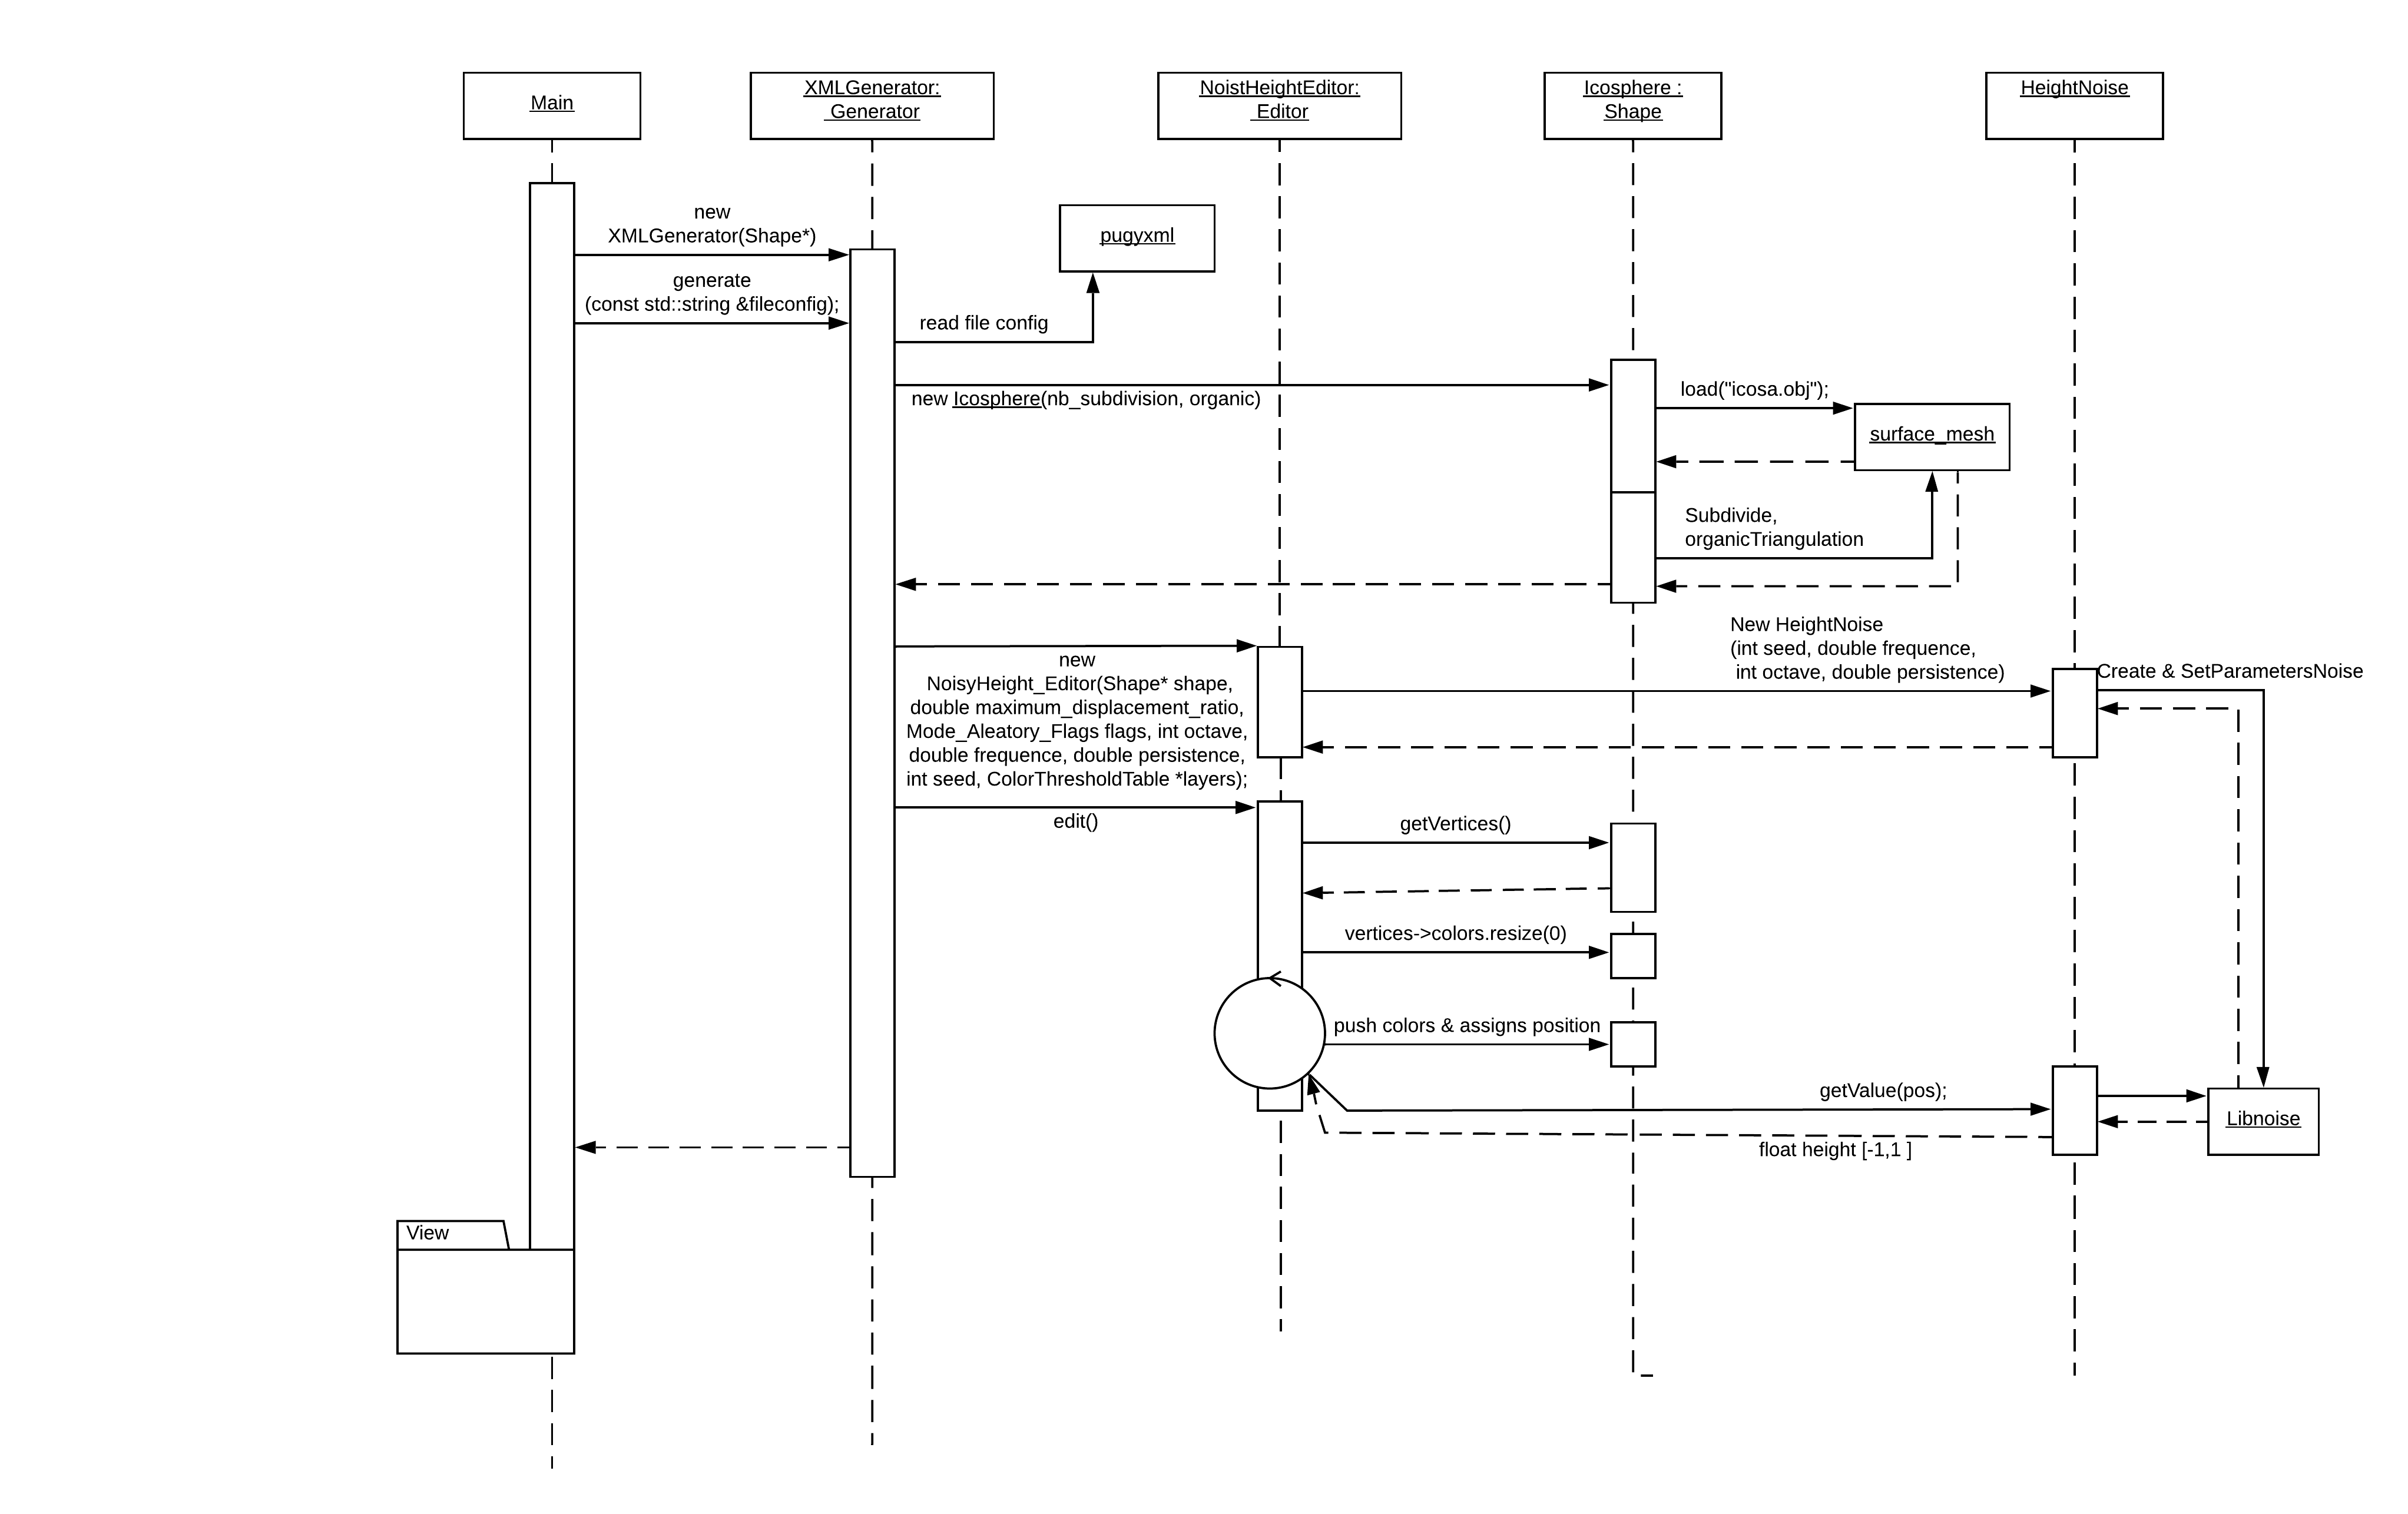 Main
XMLGenerator:
Generator
NoistHeightEditor:
Editor
Icosphere :
Shape
HeightNoise
new
XMLGenerator(Shape*)
pugyxml
generate
(const std::string &fileconfig);
read file config
new Icosphere(nb_subdivision, organic)
load("icosa.obj");
surface_mesh
Subdivide,
organicTriangulation
New HeightNoise
(int seed, double frequence,
int octave, double persistence)
Create & SetParametersNoise
new
NoisyHeight_Editor(Shape* shape,
double maximum_displacement_ratio,
Mode_Aleatory_Flags flags, int octave,
double frequence, double persistence,
int seed, ColorThresholdTable *layers);
edit()
getVertices()
vertices->colors.resize(0)
push colors & assigns position
getValue(pos);
Libnoise
float height [-1,1 ]
View